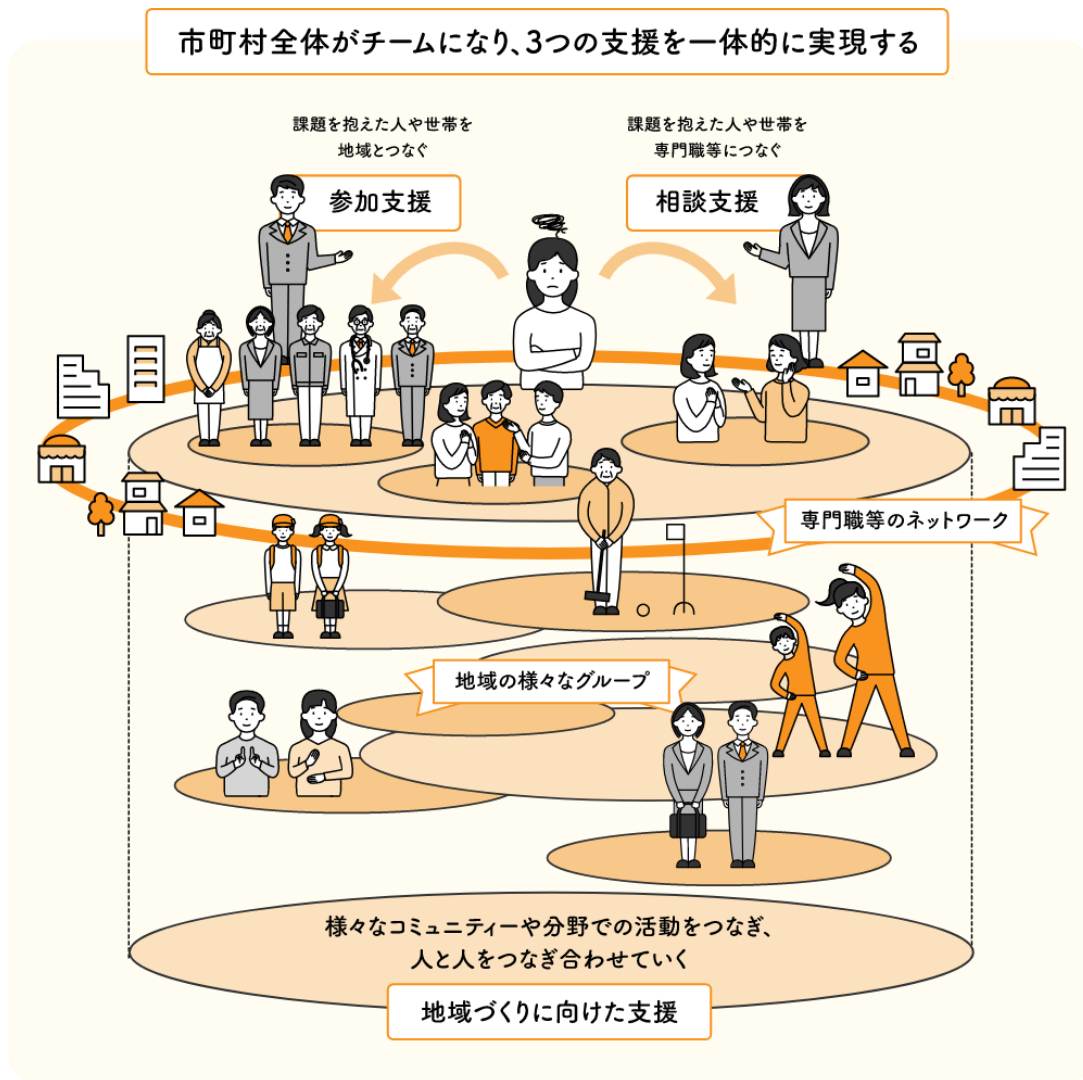 市町村全体がチームになり、3つの支援を一体的に実現する
課題を抱えた人や世帯を
地域とつなぐ
参加支援
課題を抱えた人や世帯を
専門職等につなぐ
相談支援
専門職等のネットワーク
地域の様々なグループ
様々なコミュニティーや分野での活動をつなぎ、
人と人をつなぎ合わせていく
地域づくりに向けた支援